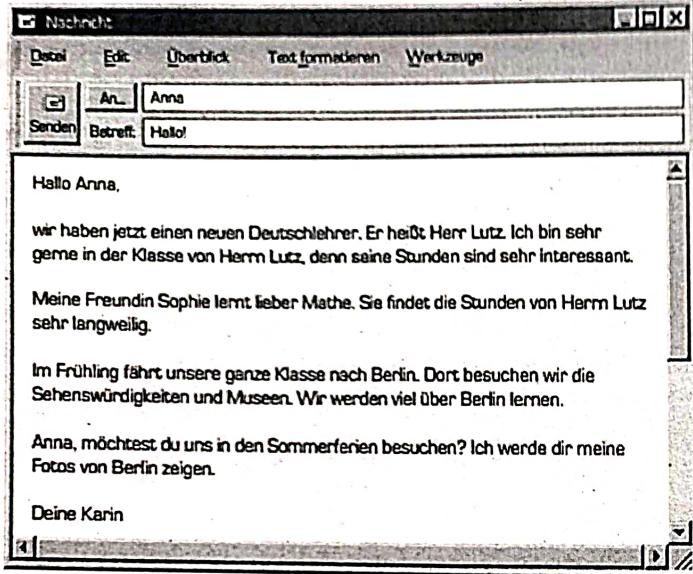 Nachricht
Datei Edit Überblick Text formatieren Werkzeuge
An... Anna
Senden Betreff: Hallo!
Hallo Anna,
wir haben jetzt einen neuen Deutschlehrer. Er heißt Herr Lutz. Ich bin sehr
gerne in der Klasse von Herrn Lutz, denn seine Stunden sind sehr interessant.
Meine Freundin Sophie lernt lieber Mathe. Sie findet die Stunden von Herrn Lutz
sehr langweilig.
Im Frühling fährt unsere ganze Klasse nach Berlin. Dort besuchen wir die
Sehenswürdigkeiten und Museen. Wir werden viel über Berlin lernen.
Anna, möchtest du uns in den Sommerferien besuchen? Ich werde dir meine
Fotos von Berlin zeigen.
Deine Karin